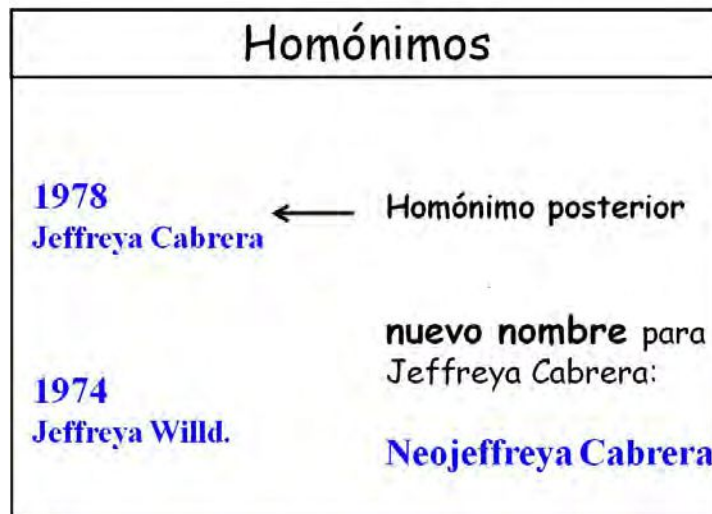 Homónimos
1978
Jeffreya Cabrera
Homónimo posterior
nuevo nombre para
Jeffreya Cabrera:
1974
Jeffreya Willd.
Neojeffreya Cabrera